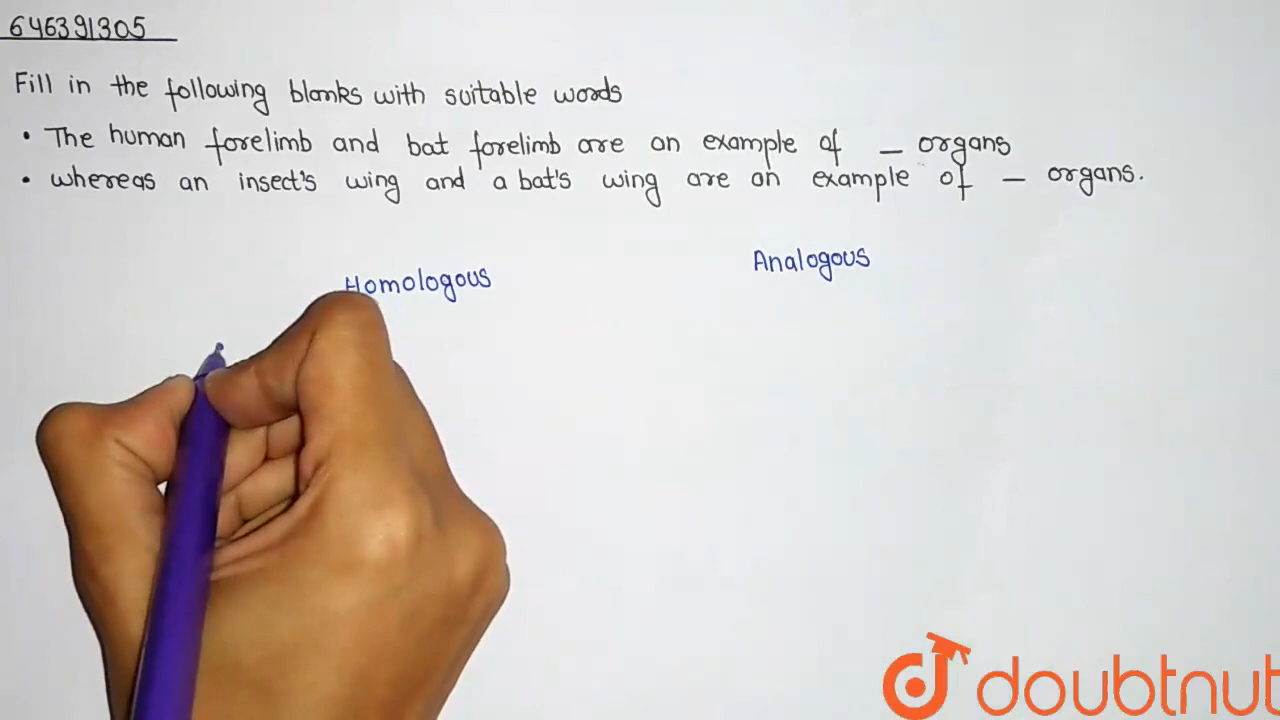 646391305
Fill in the following blanks with suitable words
• The human forelimb and bat forelimb are an example of _ organs
• whereas an insect's wing and a bat's wing are an example of _ organs.
Analogous
Homologous
doubtnut